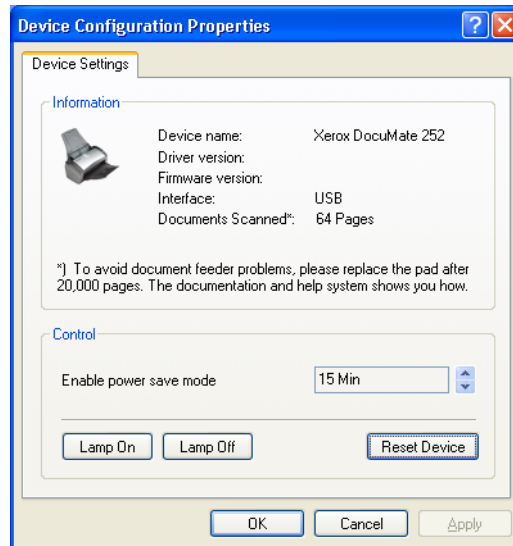 Device Configuration Properties
Device Settings
Information
Device name: Xerox DocuMate 252
Driver version:
Firmware version:
Interface: USB
Documents Scanned*: 64 Pages
*) To avoid document feeder problems, please replace the pad after
20,000 pages. The documentation and help system shows you how.
Control
Enable power save mode 15 Min
Lamp On Lamp Off Reset Device
OK Cancel Apply